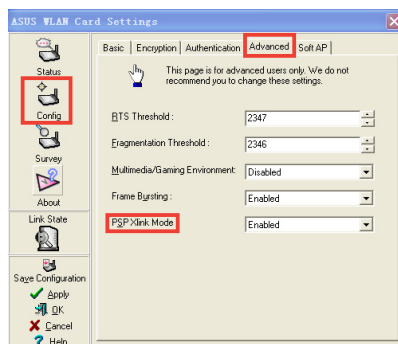 ASUS WLAN Card Settings
Status
Config
Survey
About
Link State
Save Configuration
Apply
OK
Cancel
Help
Basic
Encryption
Authentication
Advanced
Soft AP
This page is for advanced users only. We do not
recommend you to change these settings.
RTS Threshold :
2347
Fragmentation Threshold :
2346
Multimedia/Gaming Environment:
Disabled
Frame Bursting :
Enabled
PSP Xlink Mode
Enabled